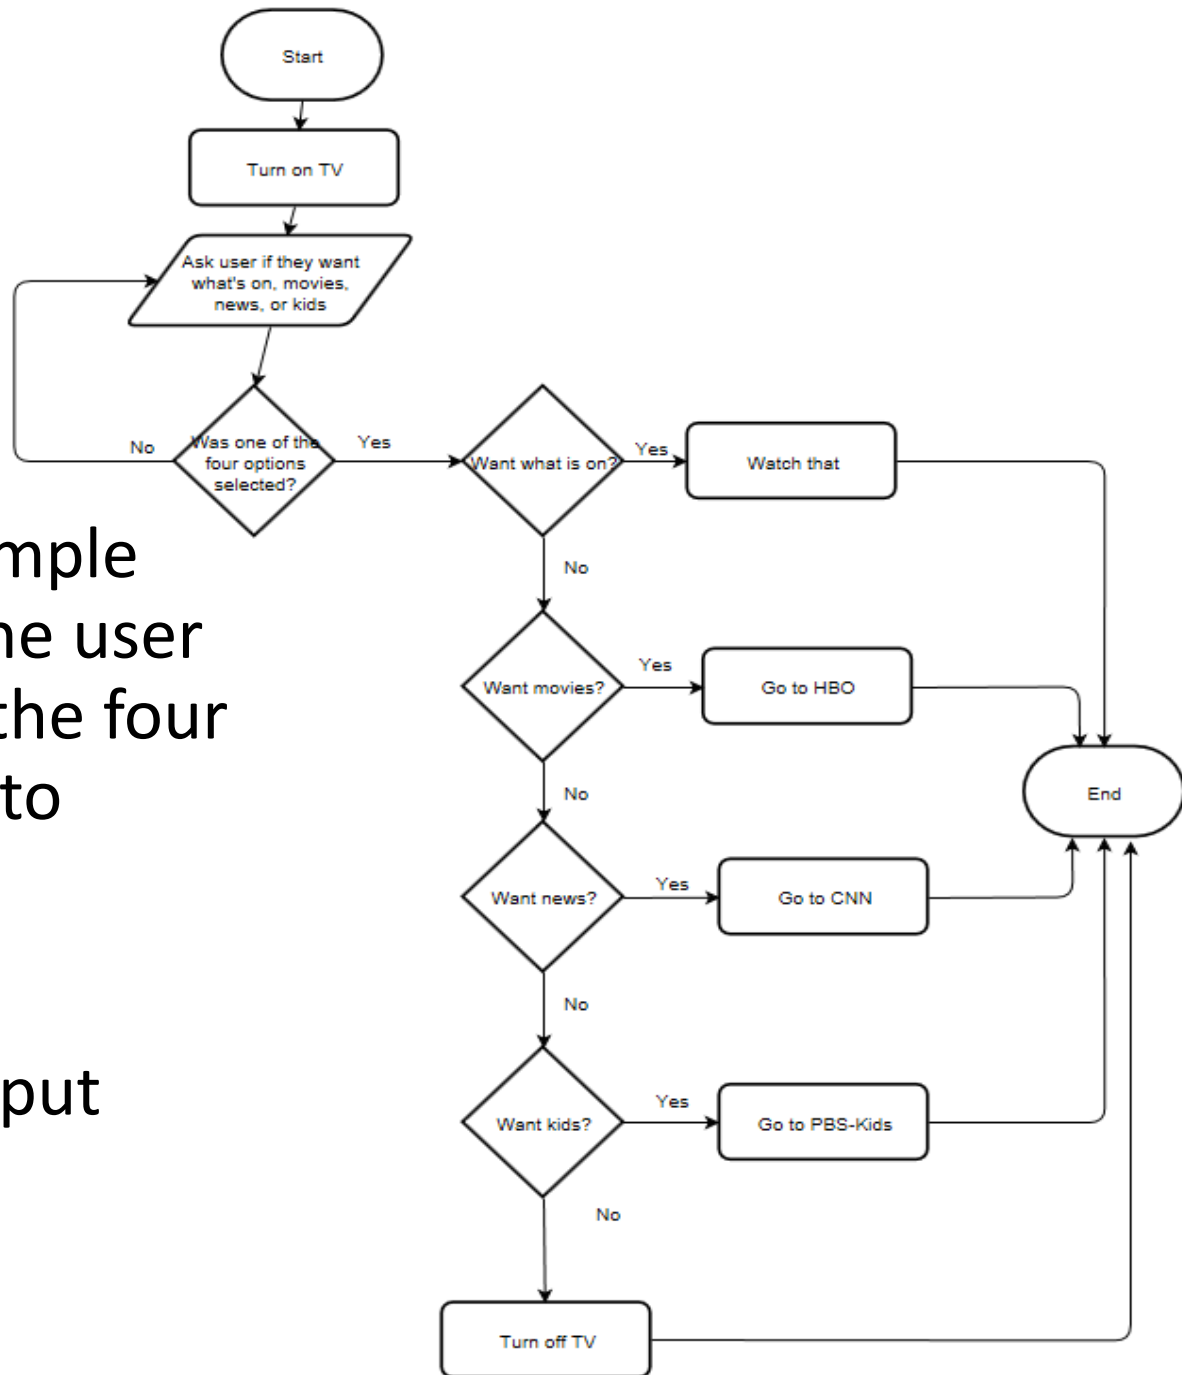 Start
Turn on TV
Ask user if they want
what's on, movies,
news, or kids
Was one of the
four options
selected?
No
Yes
Want what is on?
Yes
Watch that
No
Want movies?
Yes
Go to HBO
No
Want news?
Yes
Go to CNN
No
Want kids?
Yes
Go to PBS-Kids
No
Turn off TV
End
mple
ne user
the four
to
put